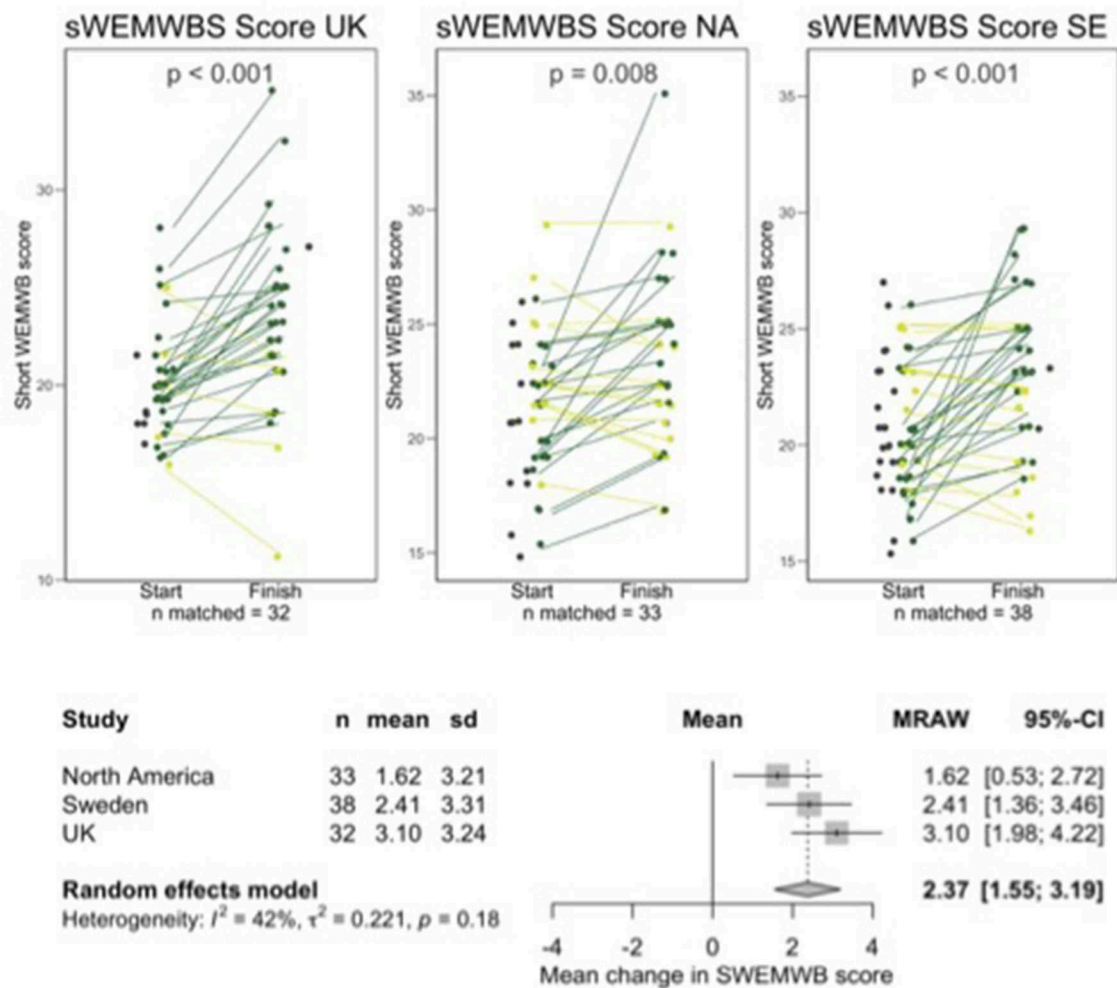 sWEMWBS Score UK
p < 0.001
Short WEMWB score
30
20
10
Start Finish
n matched = 32
sWEMWBS Score NA
p = 0.008
Short WEMWB score
35
30
25
20
15
Start Finish
n matched = 33
sWEMWBS Score SE
p < 0.001
Short WEMWB score
35
30
25
20
15
Start Finish
n matched = 38
Study n mean sd Mean MRAW 95%-CI
North America 33 1.62 3.21 1.62 [0.53; 2.72]
Sweden 38 2.41 3.31 2.41 [1.36; 3.46]
UK 32 3.10 3.24 3.10 [1.98; 4.22]
Random effects model 2.37 [1.55; 3.19]
Heterogeneity: I² = 42%, τ² = 0.221, p = 0.18
-4 -2 0 2 4
Mean change in SWEMWB score